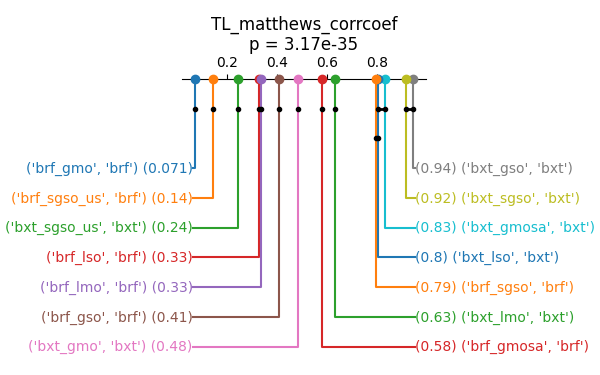 TL_matthews_corrcoef
p = 3.17e-35
0.2 0.4 0.6 0.8
('brf_gmo', 'brf') (0.071) (0.94) ('bxt_gso', 'bxt')
('brf_sgso_us', 'brf') (0.14) (0.92) ('bxt_sgso', 'bxt')
('bxt_sgso_us', 'bxt') (0.24) (0.83) ('bxt_gmosa', 'bxt')
('brf_lso', 'brf') (0.33) (0.8) ('bxt_lso', 'bxt')
('brf_lmo', 'brf') (0.33) (0.79) ('brf_sgso', 'brf')
('brf_gso', 'brf') (0.41) (0.63) ('bxt_lmo', 'bxt')
('bxt_gmo', 'bxt') (0.48) (0.58) ('brf_gmosa', 'brf')